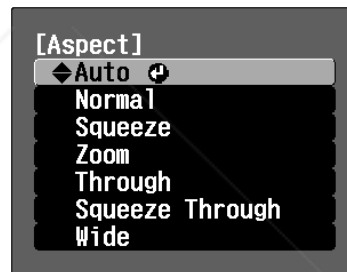 [Aspect]
Auto
Normal
Squeeze
Zoom
Through
Squeeze Through
Wide